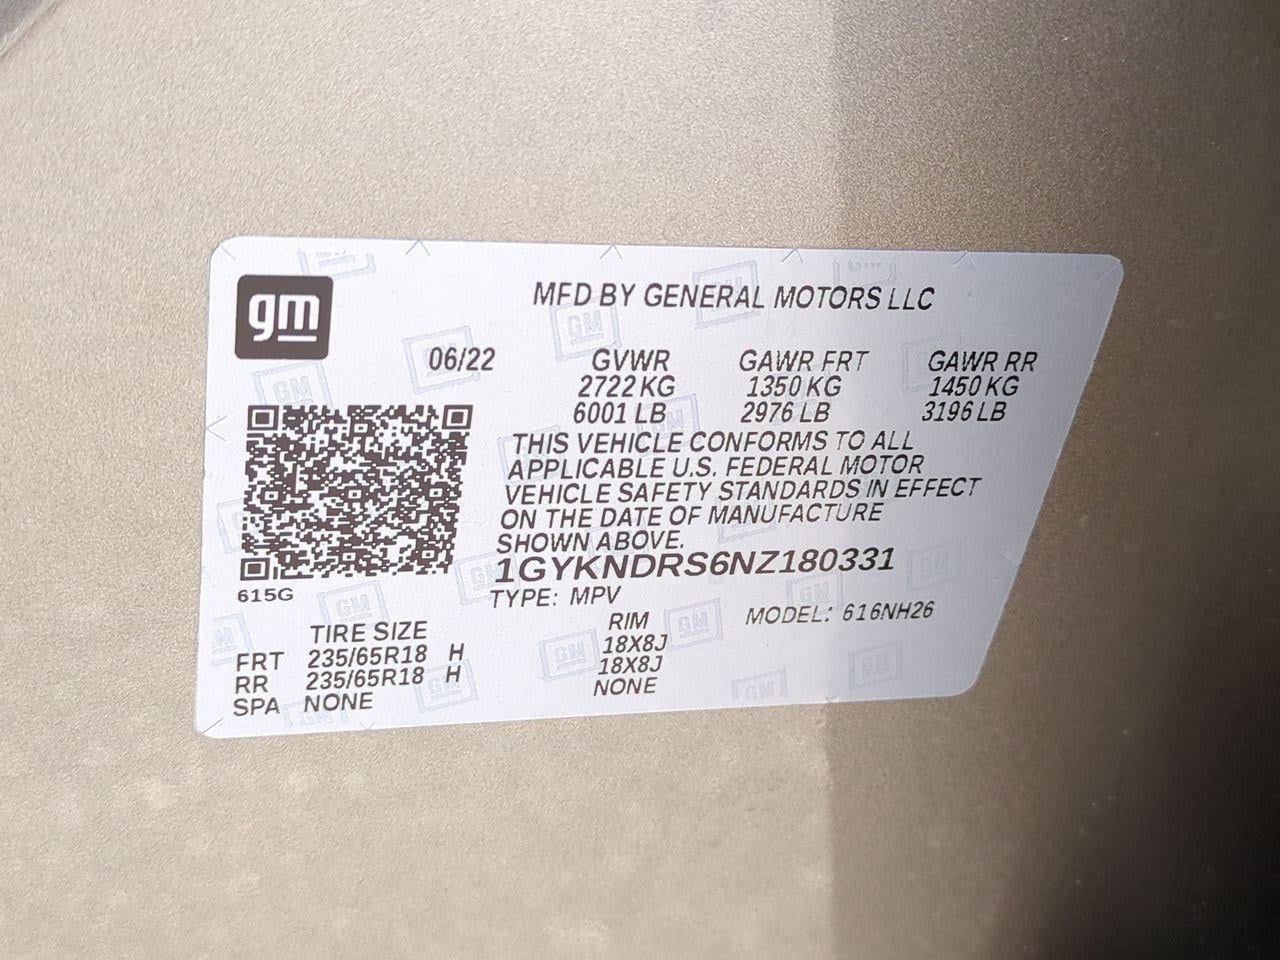 gm
MFD BY GENERAL MOTORS LLC
06/22 GVWR GAWR FRT GAWR RR
2722 KG 1350 KG 1450 KG
6001 LB 2976 LB 3196 LB
THIS VEHICLE CONFORMS TO ALL
APPLICABLE U.S. FEDERAL MOTOR
VEHICLE SAFETY STANDARDS IN EFFECT
ON THE DATE OF MANUFACTURE
SHOWN ABOVE.
1GYKNDRS6NZ180331
615G
TYPE: MPV MODEL: 616NH26
TIRE SIZE RIM
FRT 235/65R18 H 18X8J
RR 235/65R18 H 18X8J
SPA NONE NONE